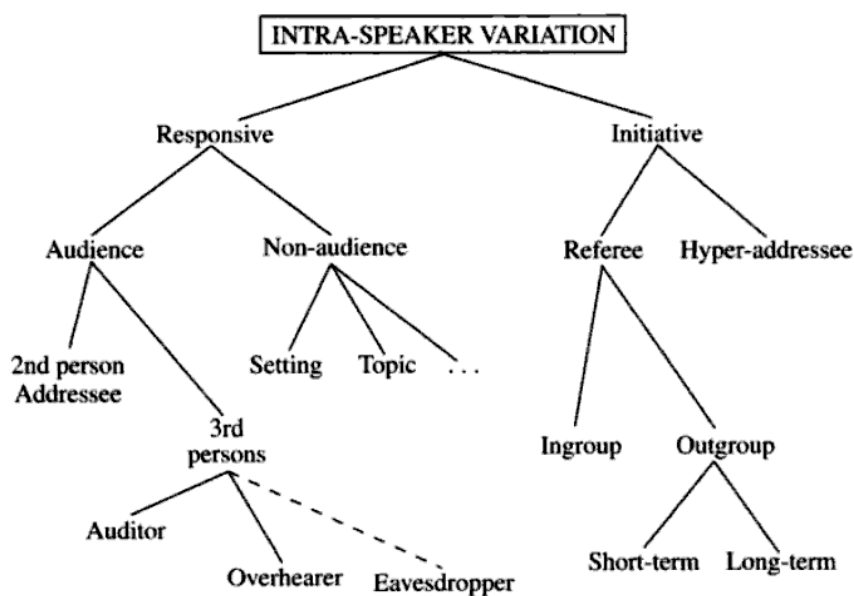 INTRA-SPEAKER VARIATION
Responsive
Initiative
Audience
Non-audience
Referee
Hyper-addressee
2nd person
Addressee
Setting
Topic
. . .
3rd
persons
Ingroup
Outgroup
Auditor
Overhearer
Eavesdropper
Short-term
Long-term